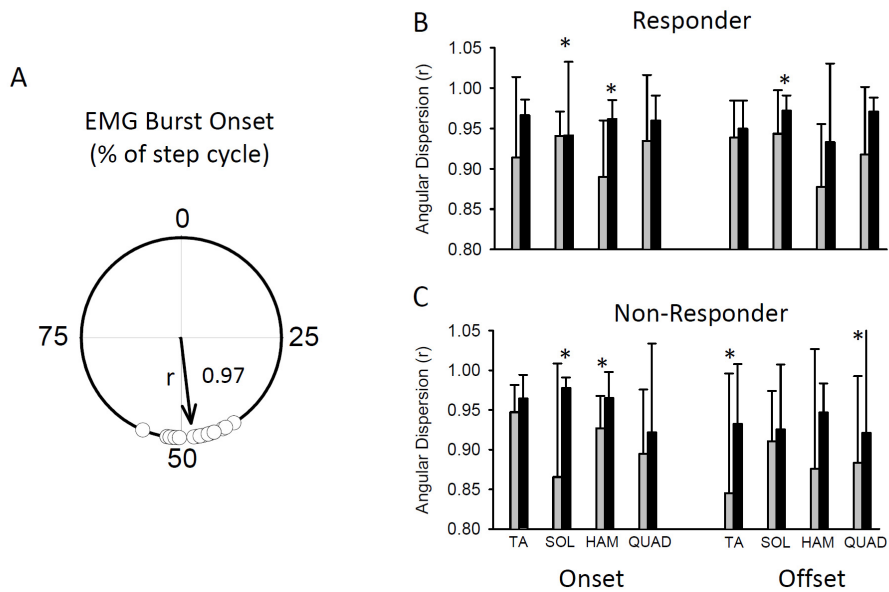 A
EMG Burst Onset
(% of step cycle)
0
75
25
r
0.97
50
B
Responder
Angular Dispersion (r)
1.05
1.00
0.95
0.90
0.85
0.80
*
*
*
C
Non-Responder
Angular Dispersion (r)
1.05
1.00
0.95
0.90
0.85
0.80
*
*
*
*
TA SOL HAM QUAD TA SOL HAM QUAD
Onset Offset